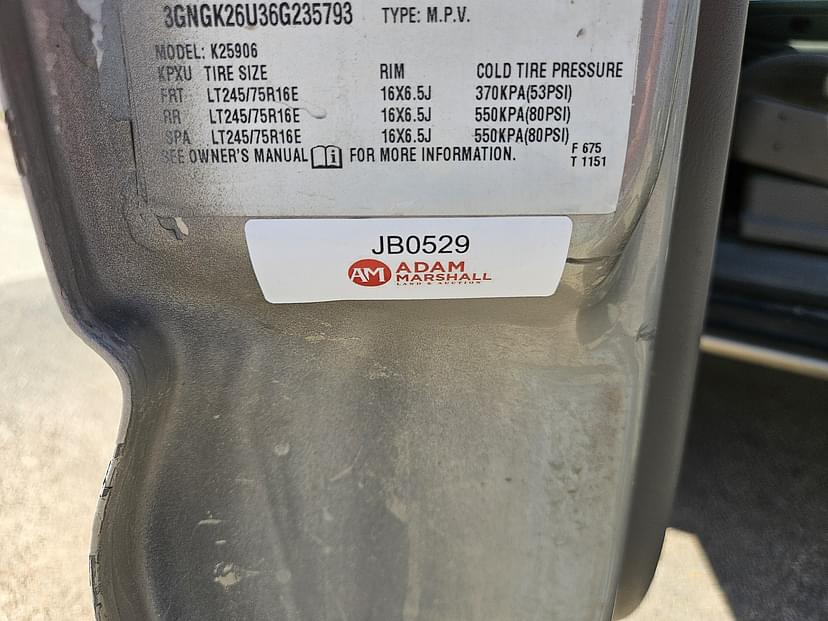 3GNGK26U36G235793 TYPE: M.P.V.
MODEL: K25906
KPXU TIRE SIZE RIM COLD TIRE PRESSURE
FRT LT245/75R16E 16X6.5J 370KPA(53PSI)
RR LT245/75R16E 16X6.5J 550KPA(80PSI)
SPA LT245/75R16E 16X6.5J 550KPA(80PSI)
SEE OWNER'S MANUAL FOR MORE INFORMATION.
F 675
T 1151
JB0529
AM ADAM
MARSHALL
LAND & AUCTION